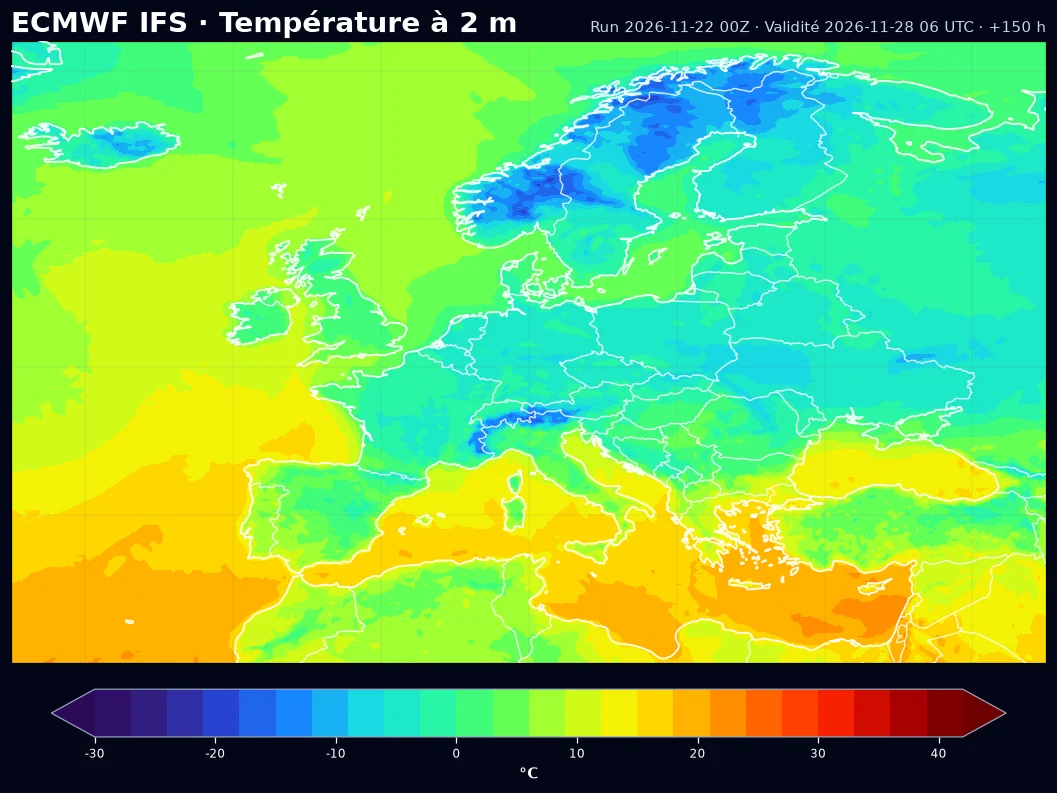 ECMWF IFS · Température à 2 m
Run 2026-11-22 00Z · Validité 2026-11-28 06 UTC · +150 h
-30 -20 -10 0 10 20 30 40
°C